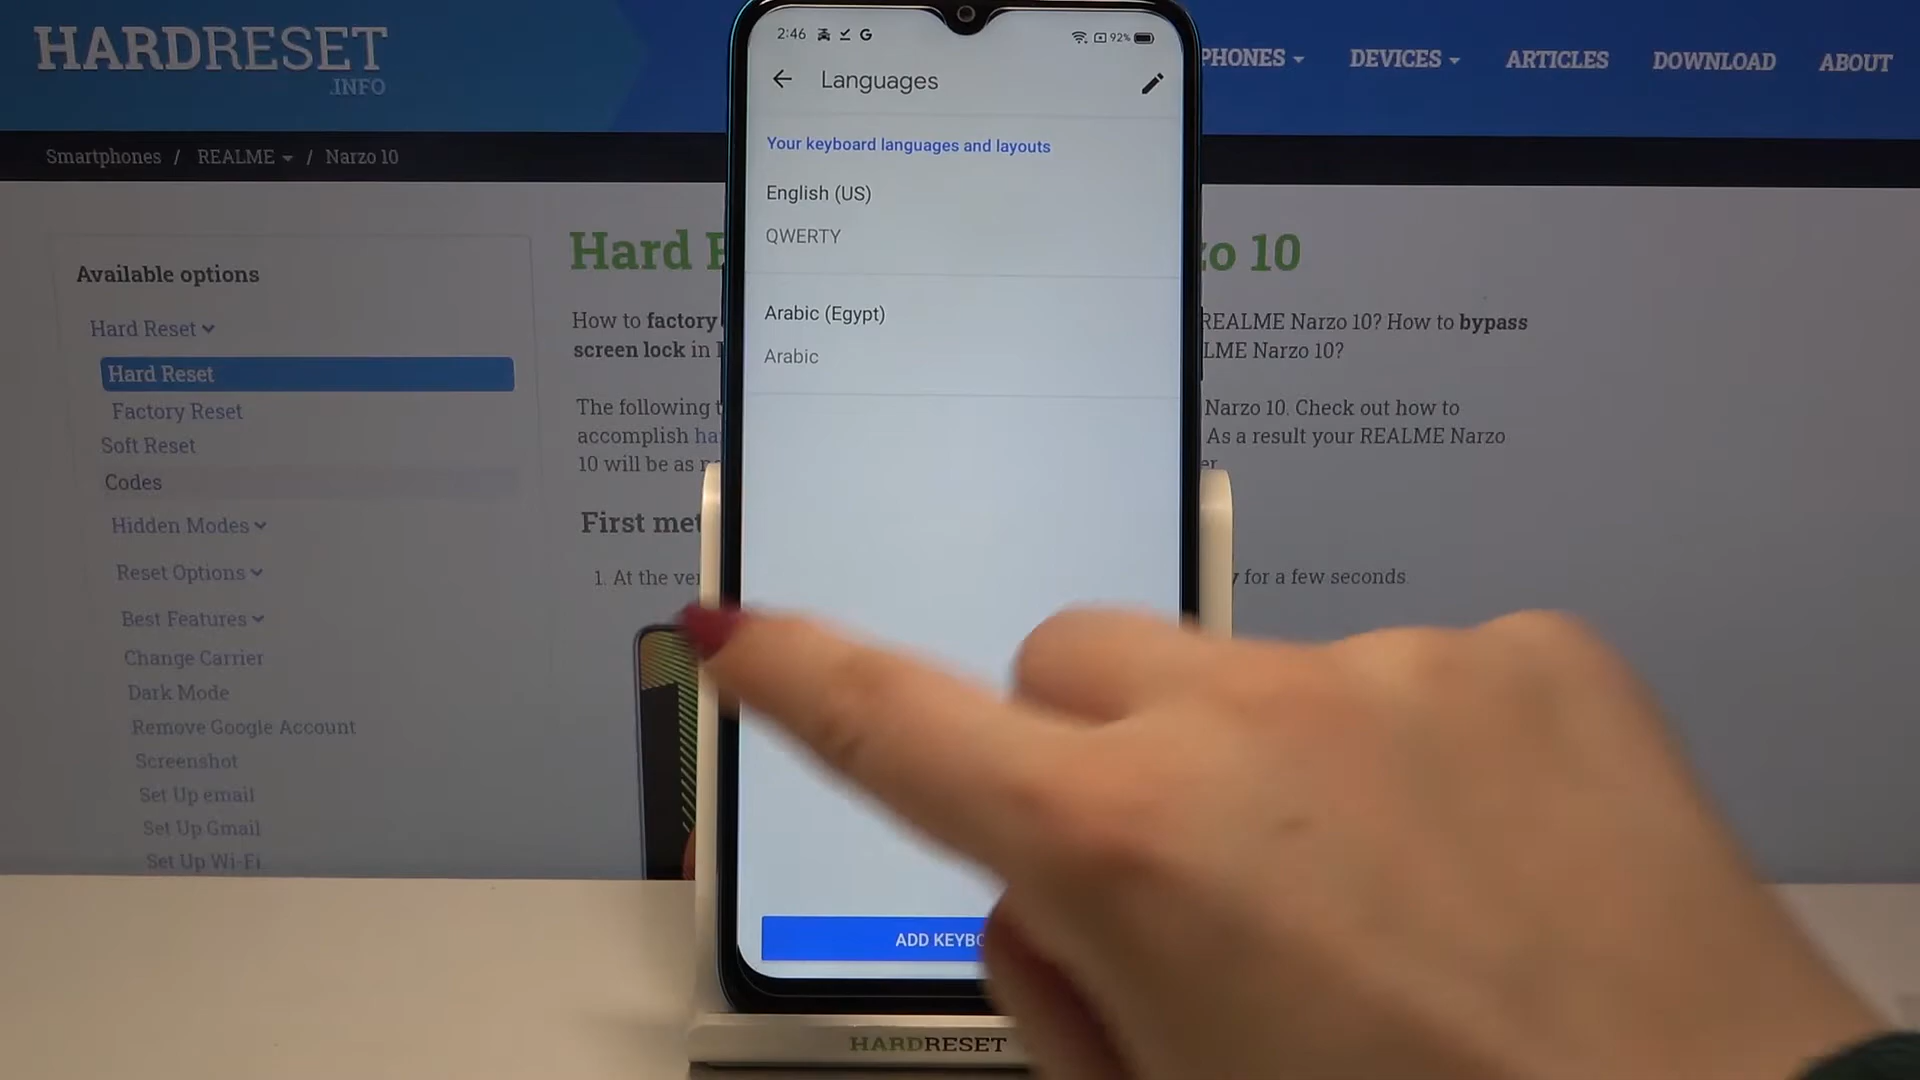 HARDRESET
.INFO
PHONES
DEVICES
ARTICLES
DOWNLOAD
ABOUT
Smartphones / REALME / Narzo 10
Available options
Hard Reset
Hard Reset
Factory Reset
Soft Reset
Codes
Hidden Modes
Reset Options
Best Features
Change Carrier
Dark Mode
Remove Google Account
Screenshot
Set Up email
Set Up Gmail
Set Up Wi-Fi
Hard
zo 10
How to factory
REALME Narzo 10? How to bypass
screen lock in
LME Narzo 10?
The following
Narzo 10. Check out how to
accomplish
As a result your REALME Narzo
10 will be as
First
1. At the
for a few seconds.
2:46
G
92%
Languages
Your keyboard languages and layouts
English (US)
QWERTY
Arabic (Egypt)
Arabic
ADD KEYBO
HARDRESET